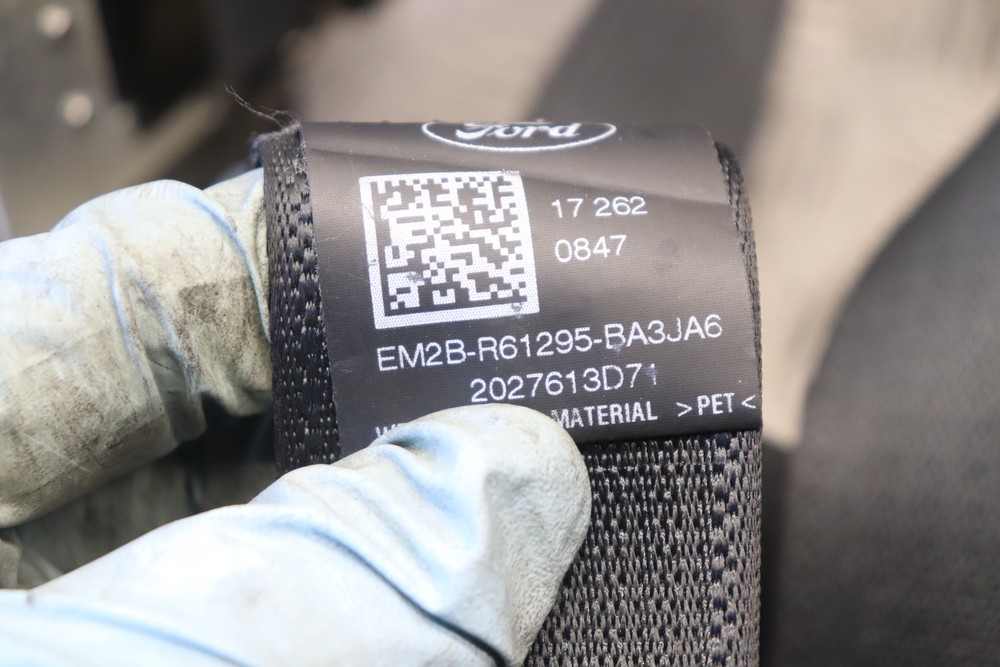 Ford
17 262
0847
EM2B-R61295-BA3JA6
2027613D71
MATERIAL >PET<